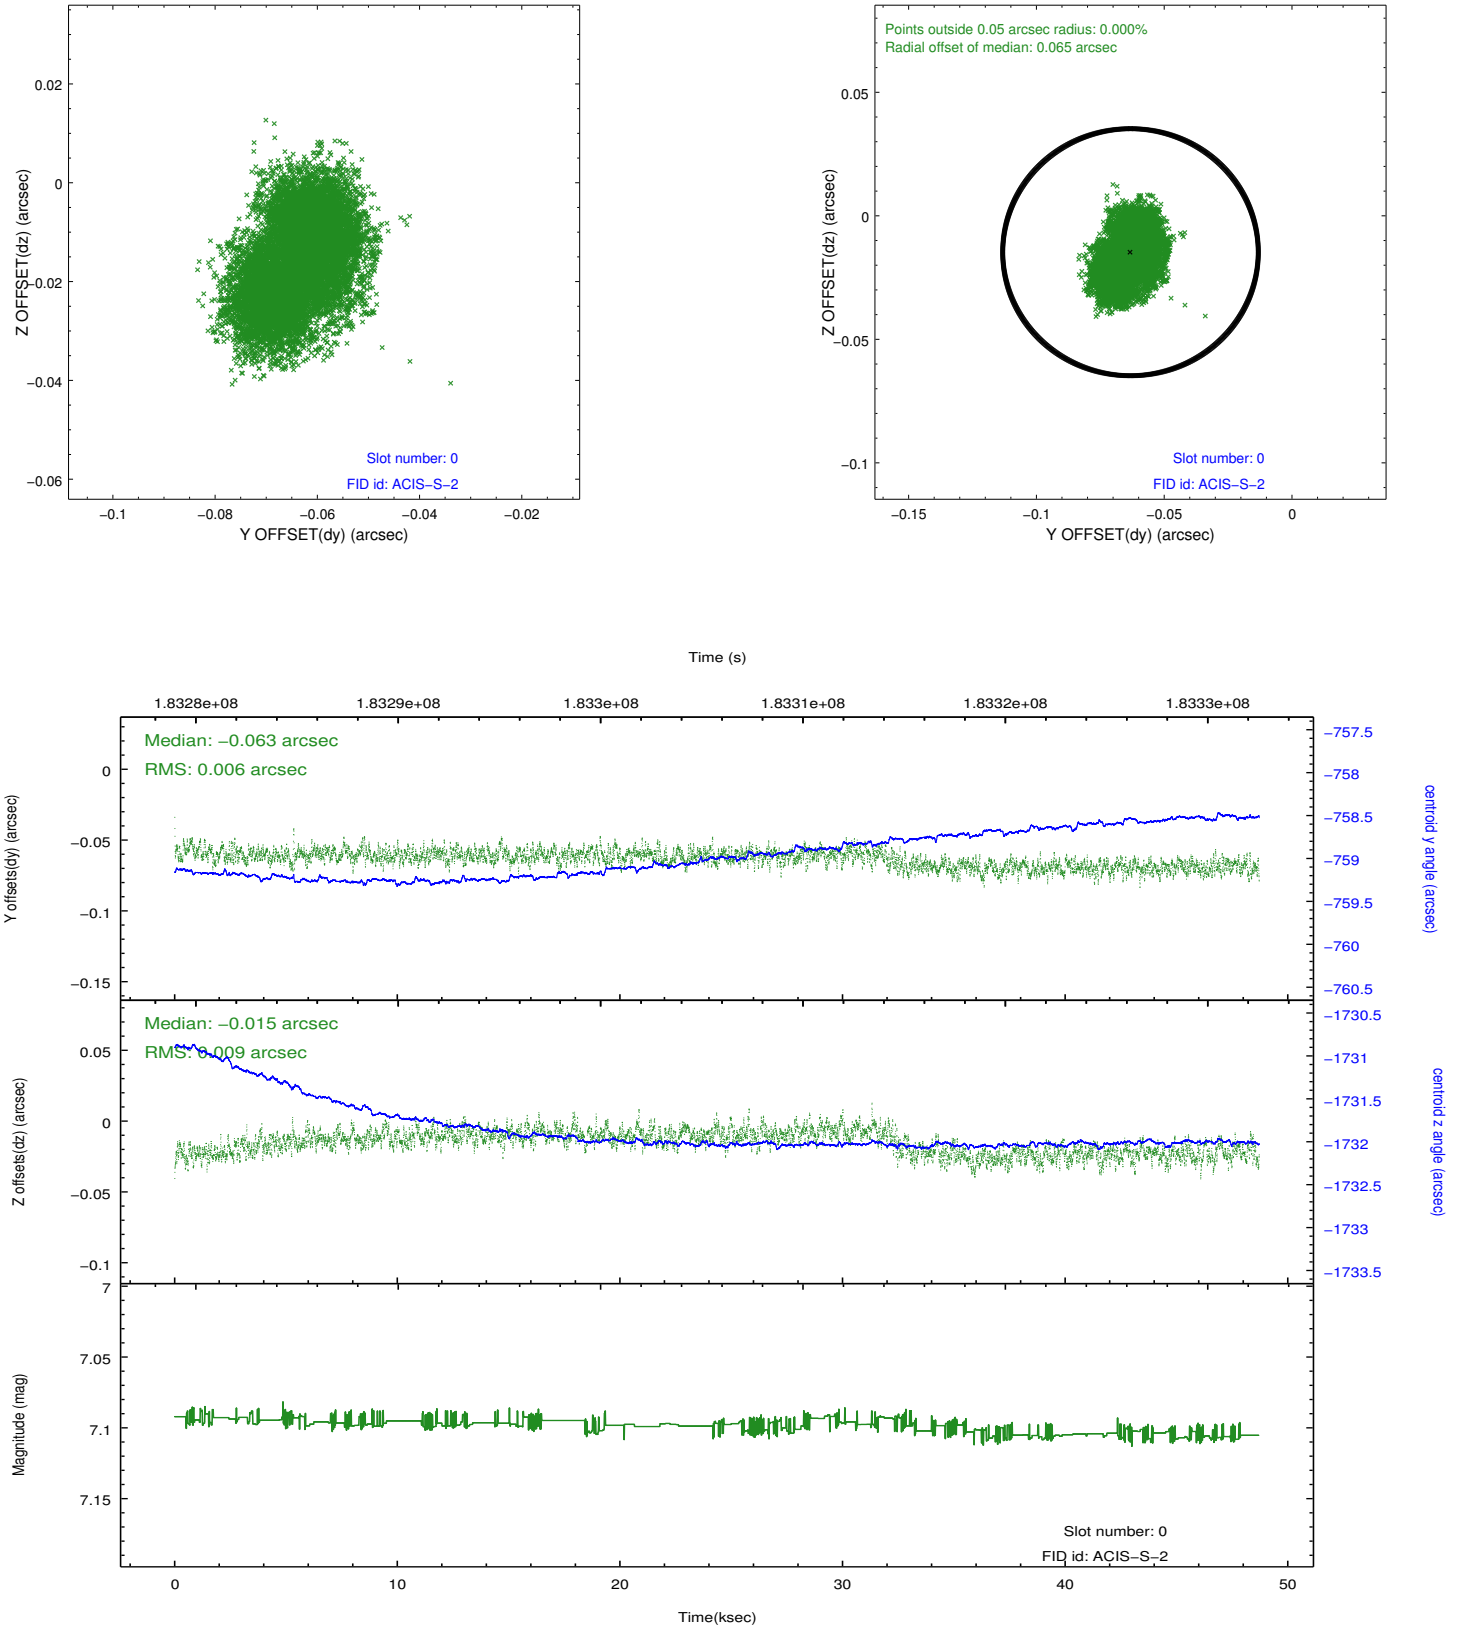 0.02
0
−0.02
−0.04
−0.06
Z OFFSET(dz) (arcsec)
Slot number: 0
FID id: ACIS−S−2
−0.1
−0.08
−0.06
−0.04
−0.02
Y OFFSET(dy) (arcsec)
Points outside 0.05 arcsec radius: 0.000%
Radial offset of median: 0.065 arcsec
0.05
0
−0.05
−0.1
Z OFFSET(dz) (arcsec)
Slot number: 0
FID id: ACIS−S−2
−0.15
−0.1
−0.05
0
Y OFFSET(dy) (arcsec)
Time (s)
1.8328e+08
1.8329e+08
1.833e+08
1.8331e+08
1.8332e+08
1.8333e+08
Median: −0.063 arcsec
RMS: 0.006 arcsec
0
−0.05
−0.1
−0.15
Y offsets(dy) (arcsec)
−757.5
−758
−758.5
−759
−759.5
−760
−760.5
centroid y angle (arcsec)
Median: −0.015 arcsec
RMS: 0.009 arcsec
0.05
0
−0.05
−0.1
Z offsets(dz) (arcsec)
−1730.5
−1731
−1731.5
−1732
−1732.5
−1733
−1733.5
centroid z angle (arcsec)
7
7.05
7.1
7.15
Magnitude (mag)
Slot number: 0
FID id: ACIS−S−2
0
10
20
30
40
50
Time(ksec)